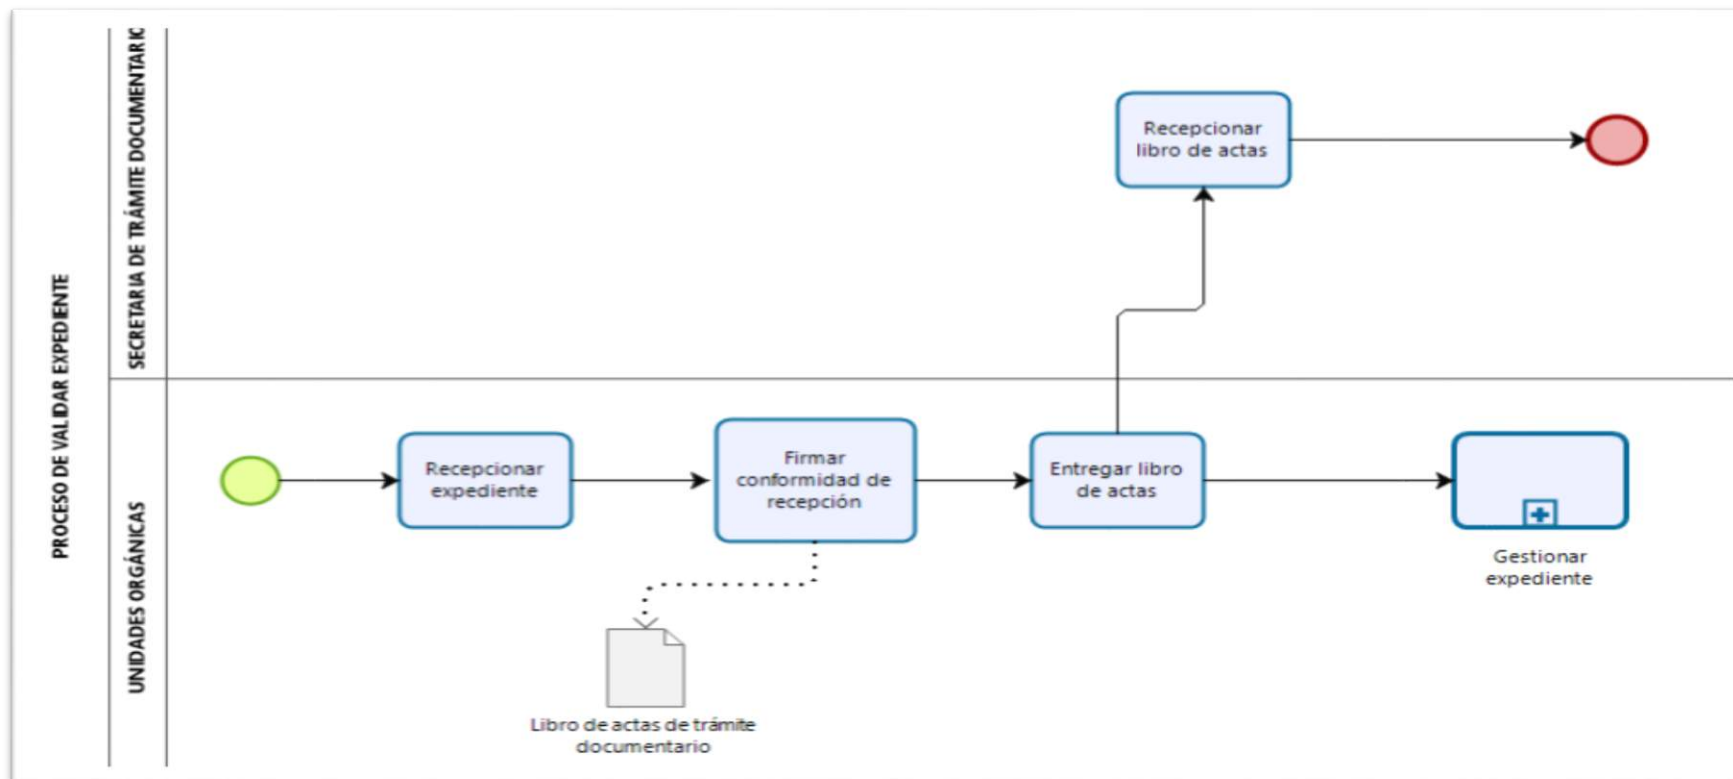 PROCESO DE VALIDAR EXPEDIENTE
SECRETARIA DE TRÁMITE DOCUMENTARIO
Recepcionar
libro de actas
UNIDADES ORGÁNICAS
Recepcionar
expediente
Firmar
conformidad de
recepción
Entregar libro
de actas
Gestionar
expediente
Libro de actas de trámite
documentario